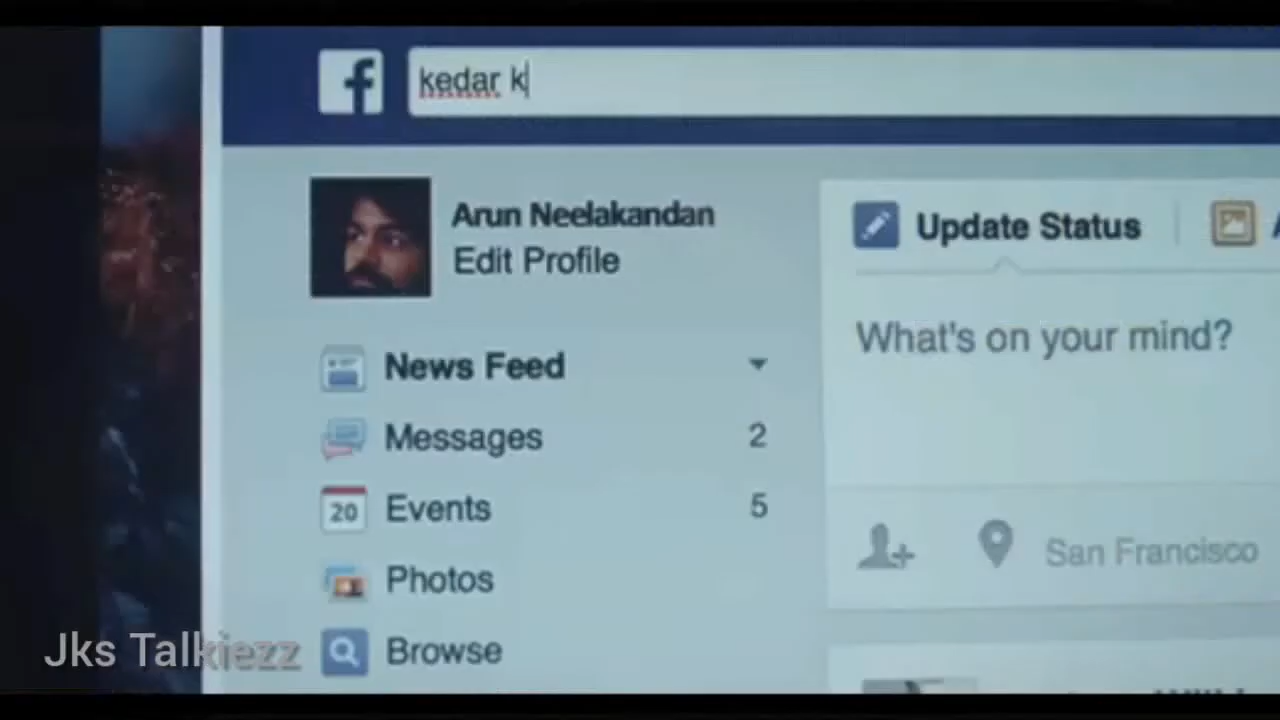 f
kedar k
Arun Neelakandan
Edit Profile
Update Status
What's on your mind?
News Feed
Messages 2
Events 5
20
Photos
San Francisco
Browse
Jks Talkiezz